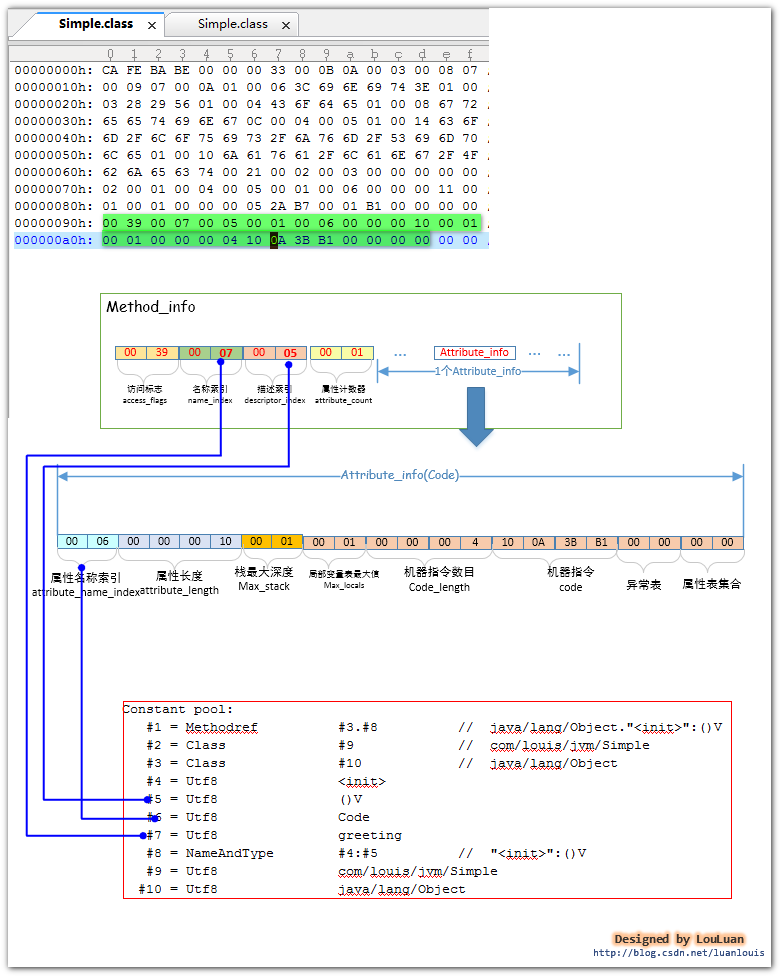 Simple.class × Simple.class ×
0 1 2 3 4 5 6 7 8 9 a b c d e f
00000000h: CA FE BA BE 00 00 00 33 00 0B 0A 00 03 00 08 07
00000010h: 00 09 07 00 0A 01 00 06 3C 69 6E 69 74 3E 01 00
00000020h: 03 28 29 56 01 00 04 43 6F 64 65 01 00 08 67 72
00000030h: 65 65 74 69 6E 67 0C 00 04 00 05 01 00 14 63 6F
00000040h: 6D 2F 6C 6F 75 69 73 2F 6A 76 6D 2F 53 69 6D 70
00000050h: 6C 65 01 00 10 6A 61 76 61 2F 6C 61 6E 67 2F 4F
00000060h: 62 6A 65 63 74 00 21 00 02 00 03 00 00 00 00 00
00000070h: 02 00 01 00 04 00 05 00 01 00 06 00 00 00 11 00
00000080h: 01 00 01 00 00 00 05 2A B7 00 01 B1 00 00 00 00
00000090h: 00 39 00 07 00 05 00 01 00 06 00 00 00 10 00 01
000000a0h: 00 01 00 00 00 04 10 0A 3B B1 00 00 00 00 00 00
Method_info
00 39 00 07 00 05 00 01 ... Attribute_info ... ...
1个Attribute_info
访问标志 名称索引 描述索引 属性计数器
access_flags name_index descriptor_index attribute_count
Attribute_info(Code)
00 06 00 00 00 10 00 01 00 01 00 00 00 4 10 0A 3B B1 00 00 00 00
属性名称索引 属性长度 栈最大深度 局部变量表最大值 机器指令数目 机器指令 异常表 属性表集合
attribute_name_index attribute_length Max_stack Max_locals Code_length code
Constant pool:
#1 = Methodref #3.#8 // java/lang/Object."<init>":()V
#2 = Class #9 // com/louis/jvm/Simple
#3 = Class #10 // java/lang/Object
#4 = Utf8 <init>
#5 = Utf8 ()V
#6 = Utf8 Code
#7 = Utf8 greeting
#8 = NameAndType #4:#5 // "<init>":()V
#9 = Utf8 com/louis/jvm/Simple
#10 = Utf8 java/lang/Object
Designed by LouLuan
http://blog.csdn.net/luanlouis